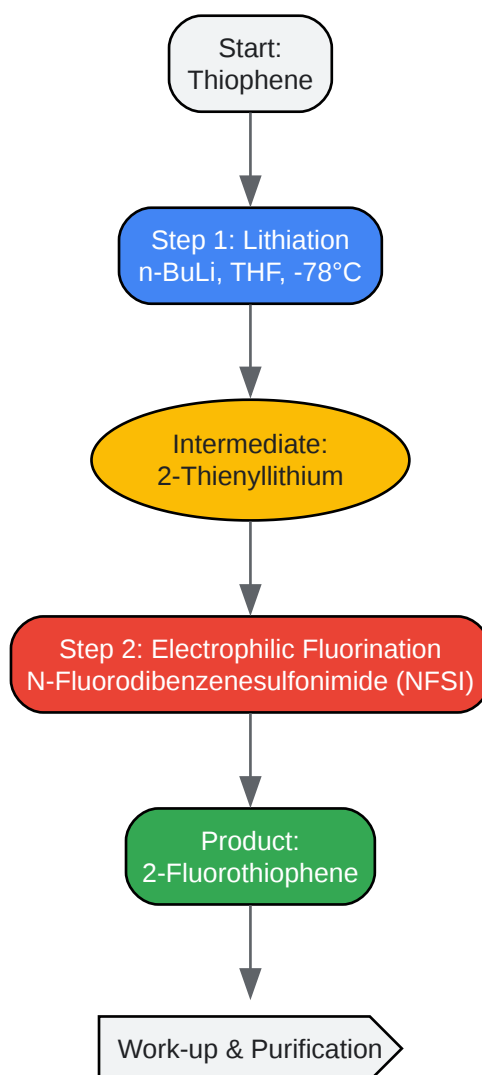 Start:
Thiophene
Step 1: Lithiation
n-BuLi, THF, -78°C
Intermediate:
2-Thienyllithium
Step 2: Electrophilic Fluorination
N-Fluorodibenzenesulfonimide (NFSI)
Product:
2-Fluorothiophene
Work-up & Purification